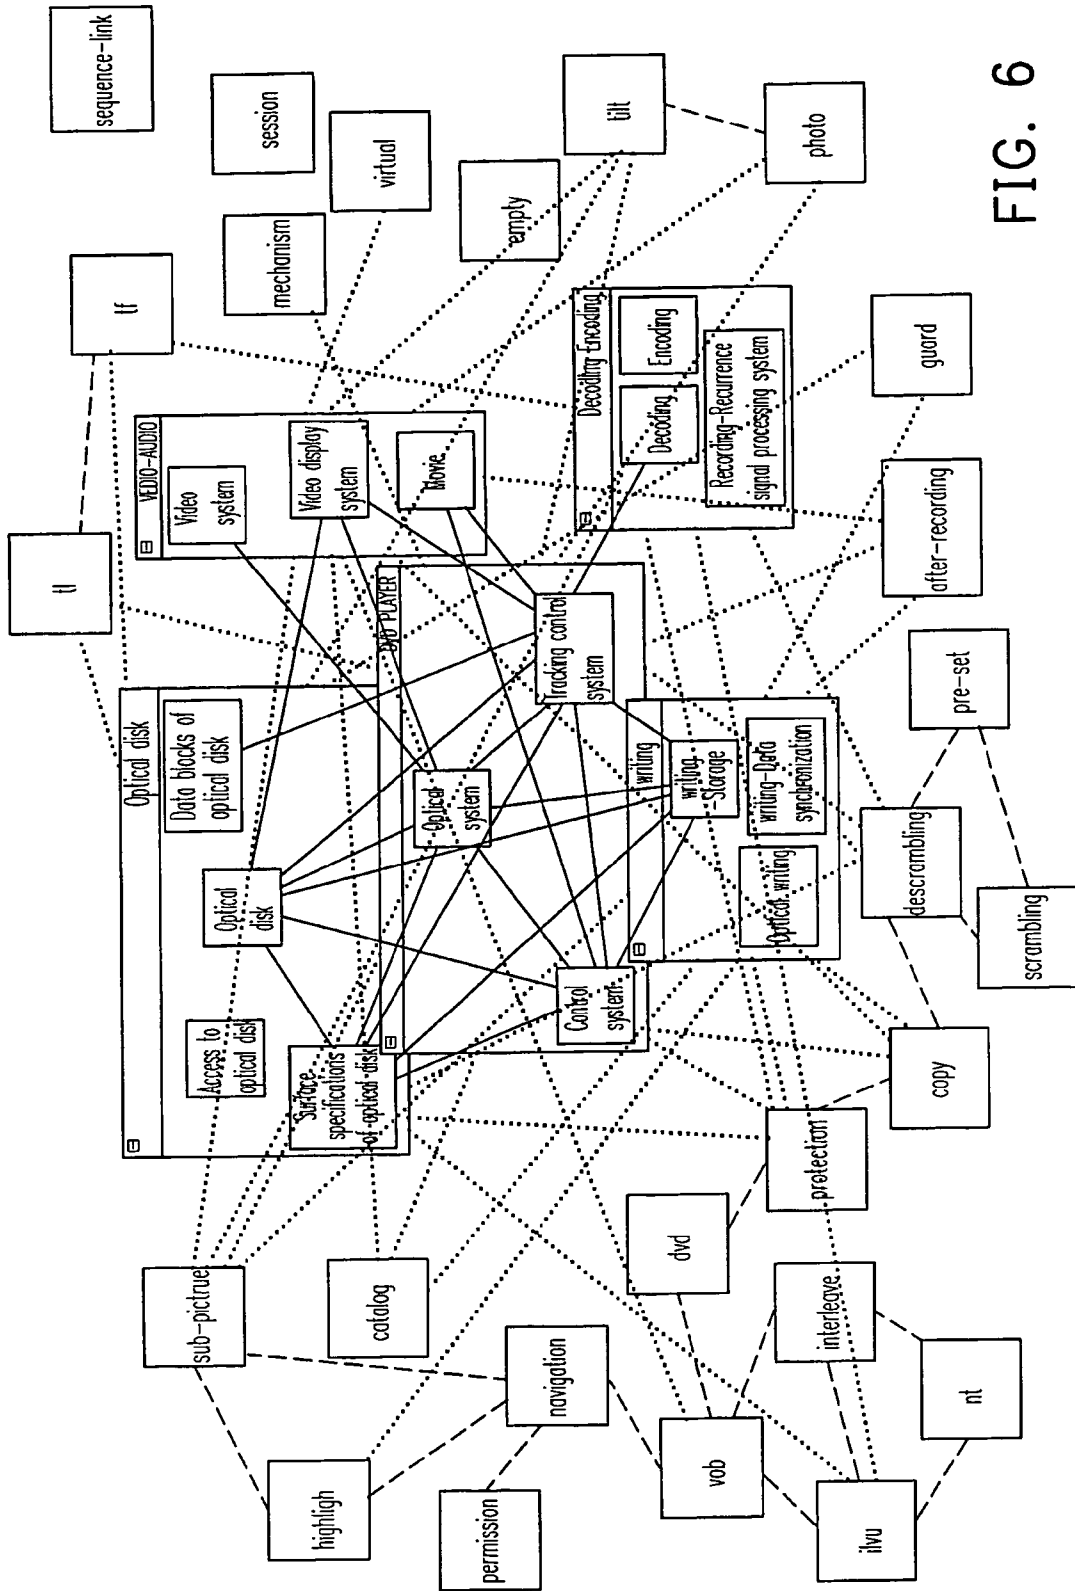 sequence-link
session
virtual
mechanism
empty
tilt
photo
tf
tl
VEDIO-AUDIO
Video
system
Video display
system
Movie
Decoding Encoding
Encoding
Decoding
Recording-Recurrence
signal processing system
guard
after-recording
pre-set
descrambling
scrambling
copy
protection
Optical disk
Data blocks of
optical disk
Optical
disk
Access to
optical disk
Surface
specifications
of optical disk
DVD PLAYER
Tracking control
system
Optical
system
Control
system
writing
writing
-Storage
writing-Data
synchronization
Optical writing
sub-pictrue
catalog
dvd
interleave
highligh
navigation
permission
vob
nt
ilvu
FIG. 6